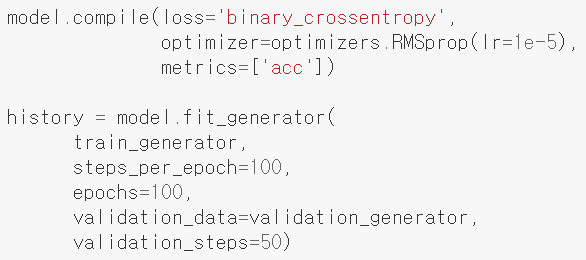 model.compile(loss='binary_crossentropy',
              optimizer=optimizers.RMSprop(lr=1e-5),
              metrics=['acc'])

history = model.fit_generator(
      train_generator,
      steps_per_epoch=100,
      epochs=100,
      validation_data=validation_generator,
      validation_steps=50)